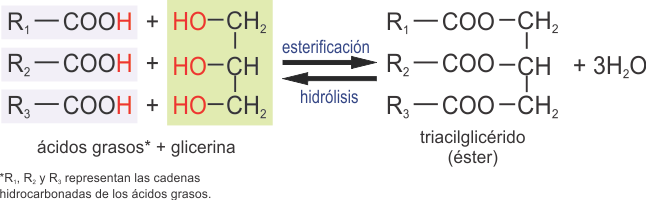 R₁—COOH + HO—CH₂ R₁—COO—CH₂
esterificación
R₂—COOH + HO—CH R₂—COO—CH + 3H₂O
hidrólisis
R₃—COOH + HO—CH₂ R₃—COO—CH₂
ácidos grasos* + glicerina
triacilglicérido
(éster)
*R₁, R₂ y R₃ representan las cadenas
hidrocarbonadas de los ácidos grasos.